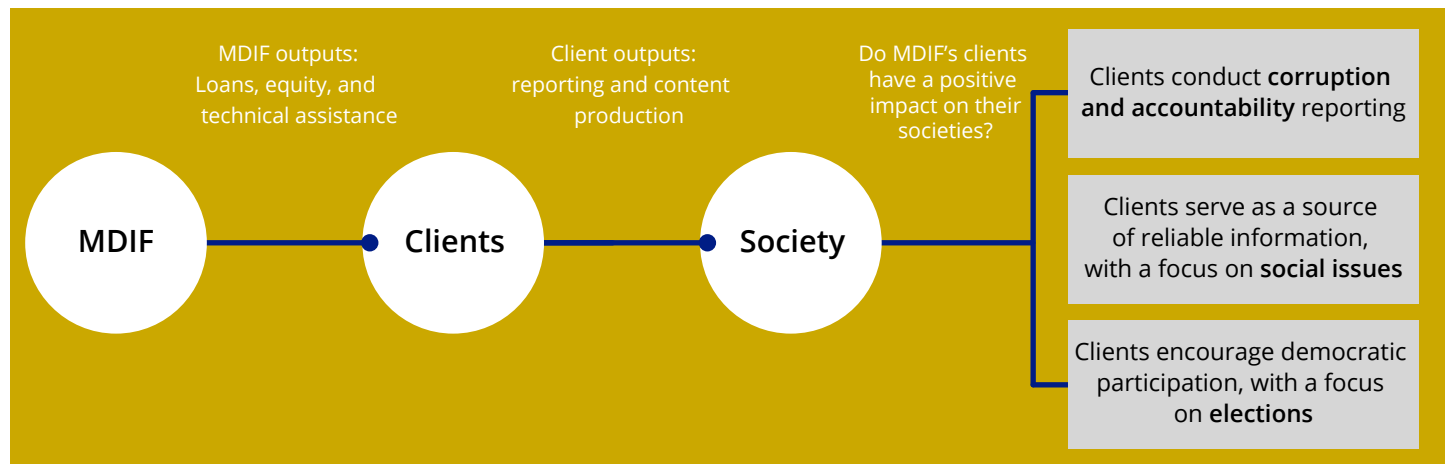 MDIF outputs:
Loans, equity, and
technical assistance
Client outputs:
reporting and content
production
Do MDIF’s clients
have a positive
impact on their
societies?
MDIF
Clients
Society
Clients conduct corruption
and accountability reporting
Clients serve as a source
of reliable information,
with a focus on social issues
Clients encourage democratic
participation, with a focus
on elections